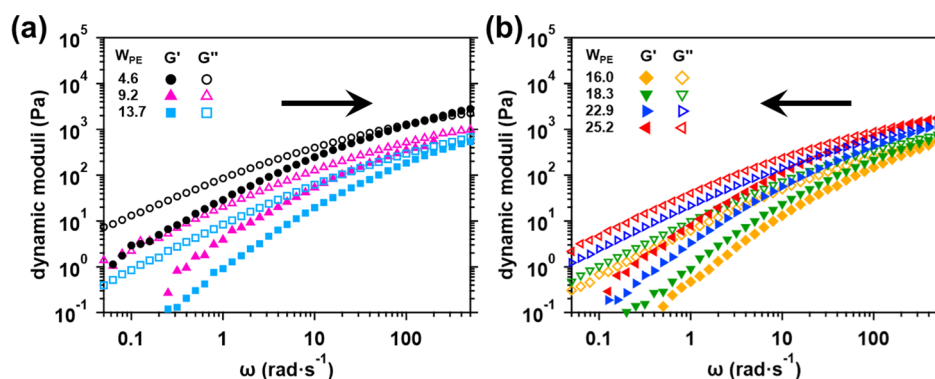 (a)
dynamic moduli (Pa)
10⁵
10⁴
10³
10²
10¹
10⁰
10⁻¹
W_PE G' G''
4.6
9.2
13.7
0.1 1 10 100
ω (rad·s⁻¹)
(b)
dynamic moduli (Pa)
10⁵
10⁴
10³
10²
10¹
10⁰
10⁻¹
W_PE G' G''
16.0
18.3
22.9
25.2
0.1 1 10 100
ω (rad·s⁻¹)